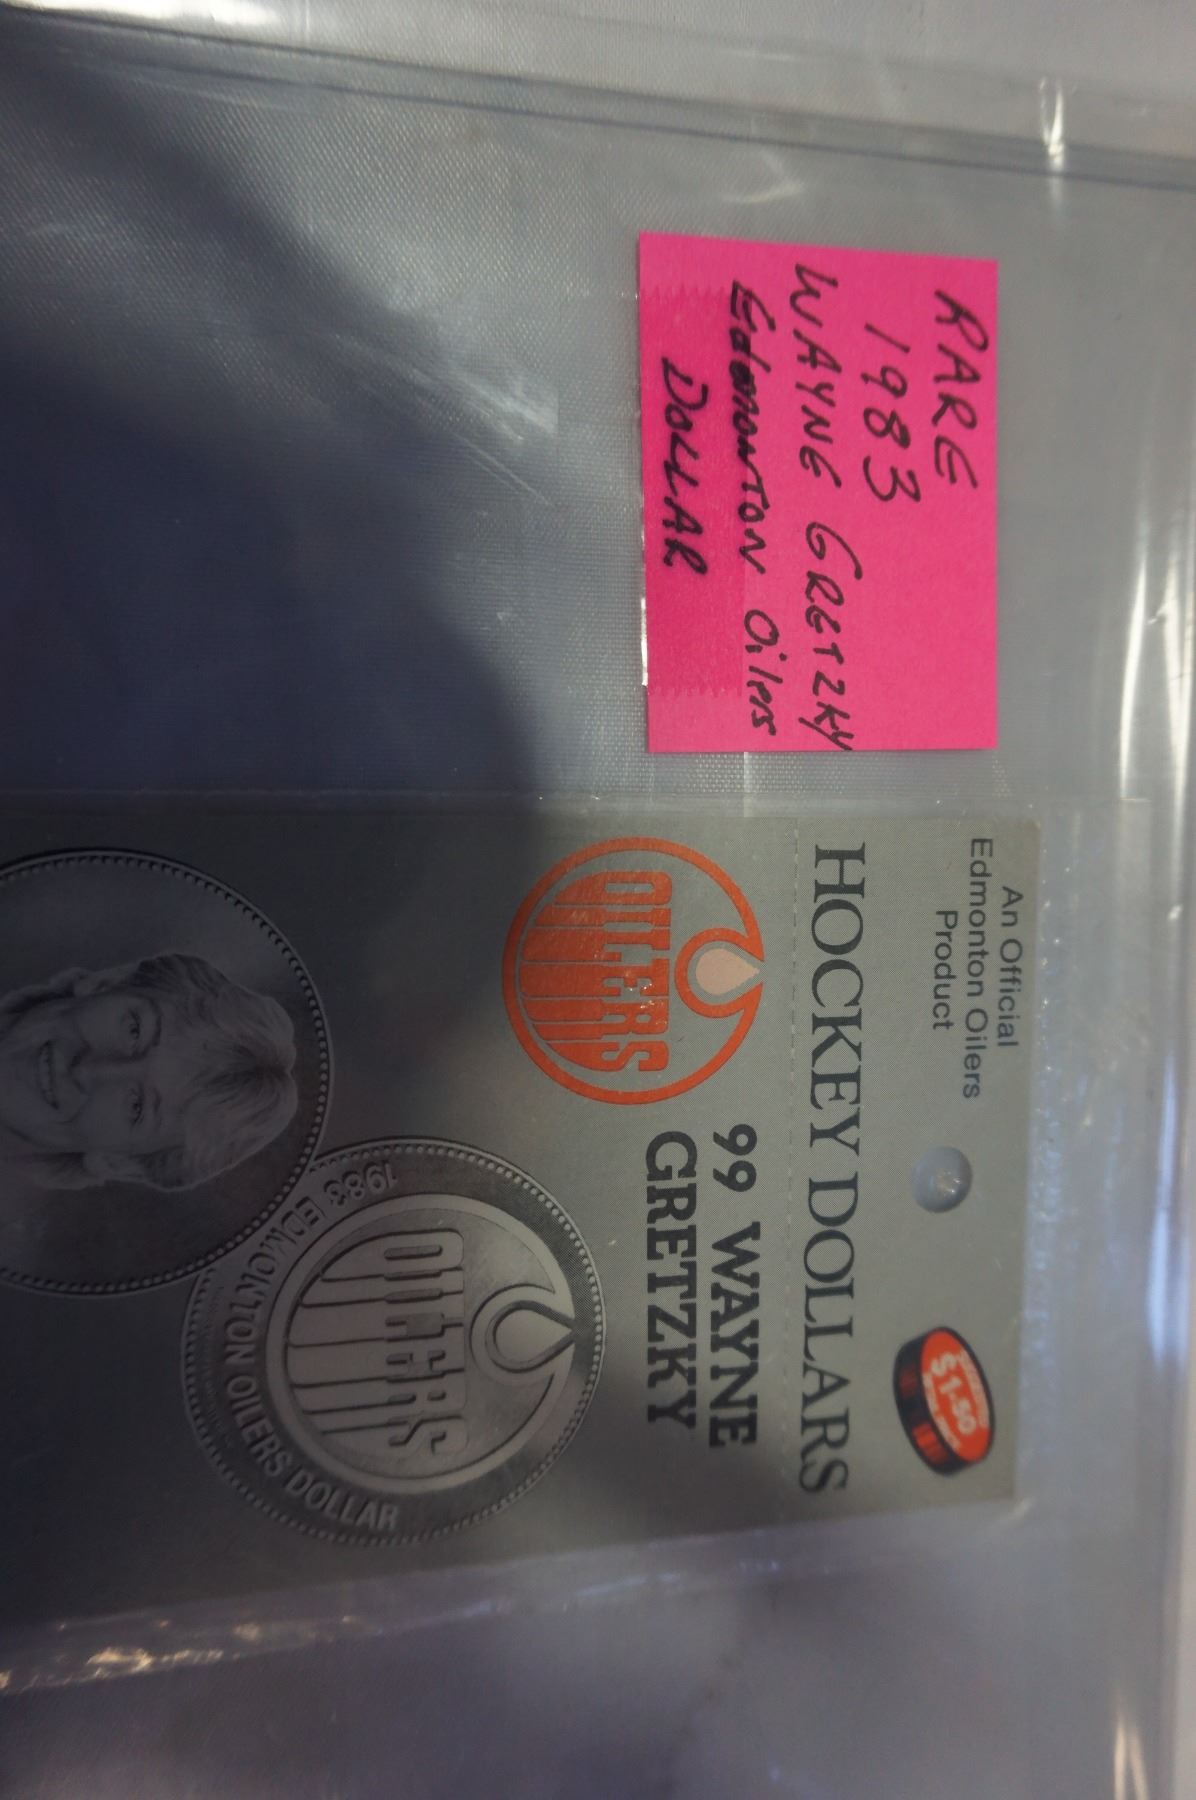 RARE
1983
WAYNE GRETZKY
Edmonton Oilers
DOLLAR
An Official
Edmonton Oilers
Product
$1.50
HOCKEY DOLLARS
OILERS
99 WAYNE
GRETZKY
OILERS
1983 EDMONTON OILERS DOLLAR